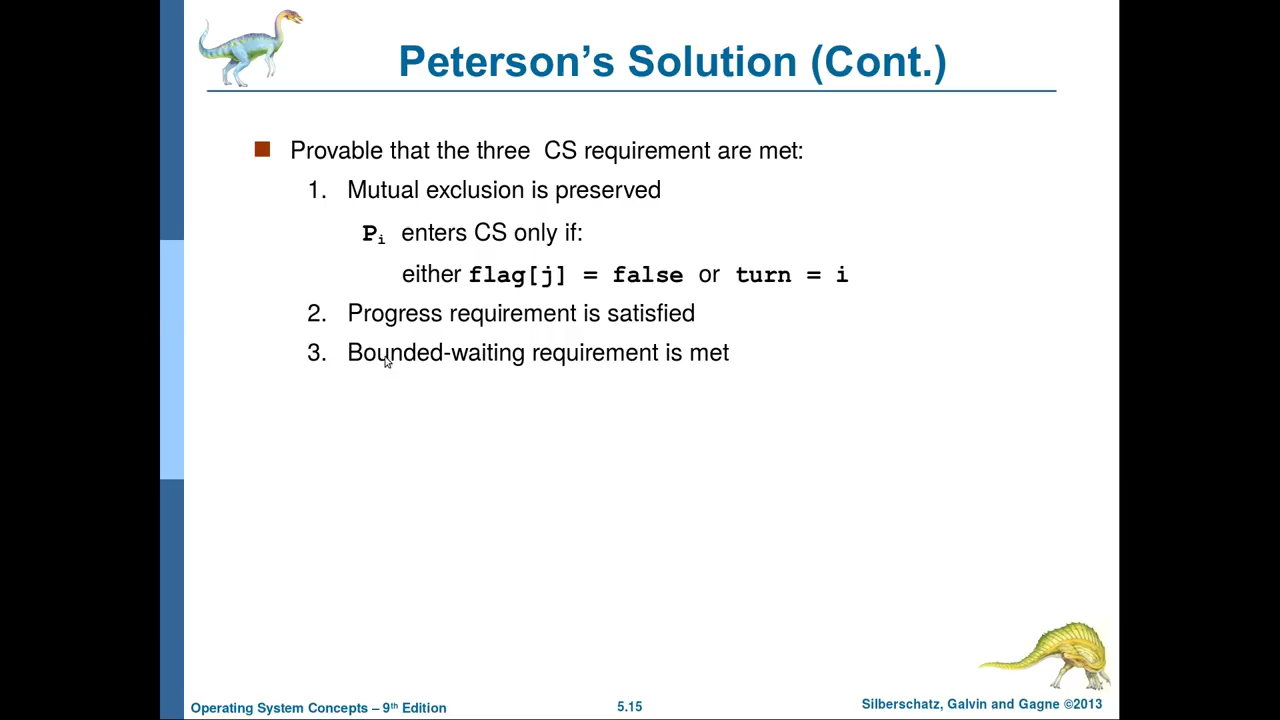 Peterson's Solution (Cont.)
■ Provable that the three CS requirement are met:
1. Mutual exclusion is preserved
Pi enters CS only if:
either flag[j] = false or turn = i
2. Progress requirement is satisfied
3. Bounded-waiting requirement is met
Operating System Concepts – 9th Edition
5.15
Silberschatz, Galvin and Gagne ©2013